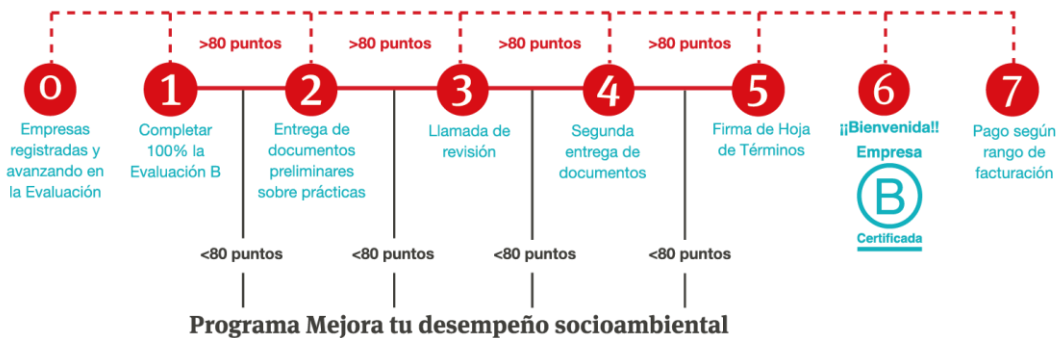 >80 puntos
>80 puntos
>80 puntos
>80 puntos
0
1
2
3
4
5
6
7
Empresas
registradas y
avanzando en
la Evaluación
Completar
100% la
Evaluación B
Entrega de
documentos
preliminares
sobre prácticas
Llamada de
revisión
Segunda
entrega de
documentos
Firma de Hoja
de Términos
¡¡Bienvenida!!
Empresa
B
Certificada
Pago según
rango de
facturación
<80 puntos
<80 puntos
<80 puntos
<80 puntos
Programa Mejora tu desempeño socioambiental